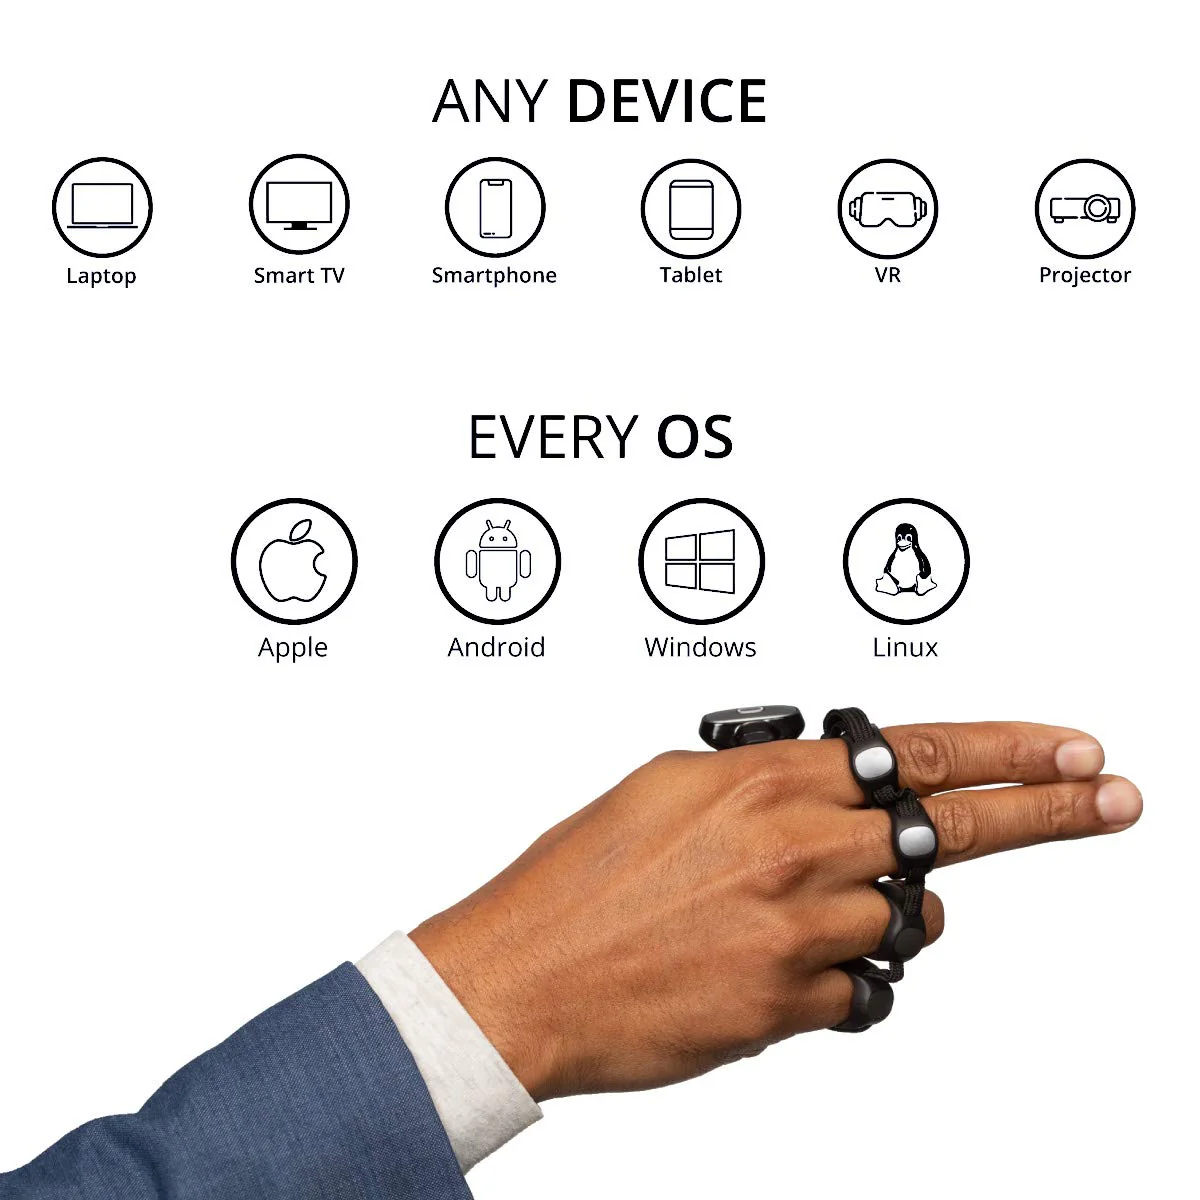 ANY DEVICE
Laptop
Smart TV
Smartphone
Tablet
VR
Projector
EVERY OS
Apple
Android
Windows
Linux